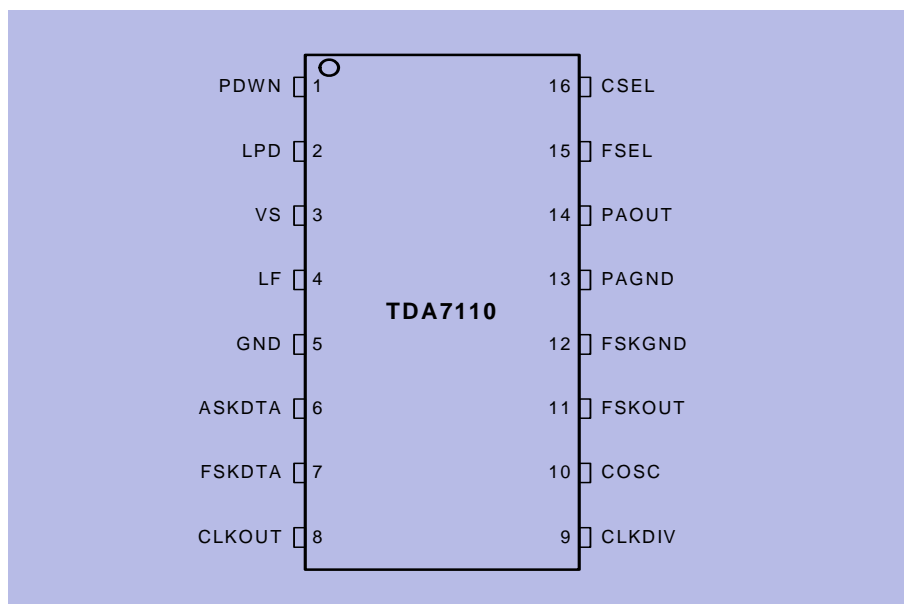 PDWN 1 16 CSEL
LPD 2 15 FSEL
VS 3 14 PAOUT
LF 4 13 PAGND
TDA7110
GND 5 12 FSKGND
ASKDTA 6 11 FSKOUT
FSKDTA 7 10 COSC
CLKOUT 8 9 CLKDIV